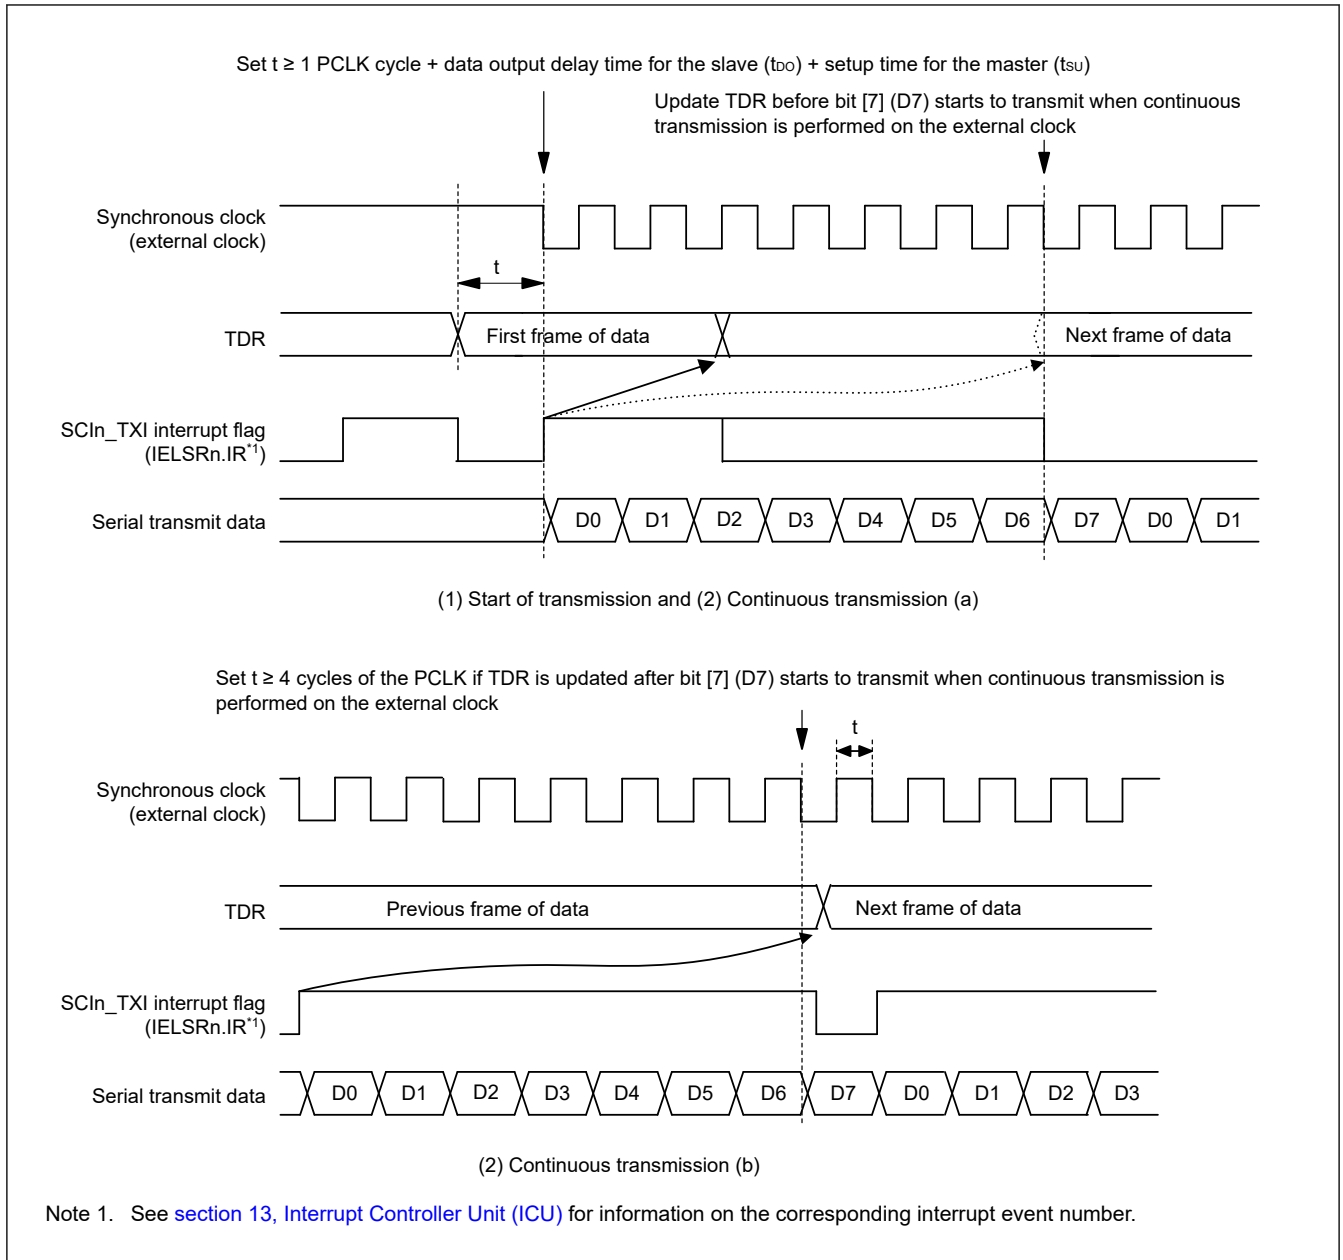 Set t ≥ 1 PCLK cycle + data output delay time for the slave (tDO) + setup time for the master (tSU)
Update TDR before bit [7] (D7) starts to transmit when continuous
transmission is performed on the external clock
Synchronous clock
(external clock)
t
TDR
First frame of data
Next frame of data
SCIn_TXI interrupt flag
(IELSRn.IR*1)
Serial transmit data
D0 D1 D2 D3 D4 D5 D6 D7 D0 D1
(1) Start of transmission and (2) Continuous transmission (a)
Set t ≥ 4 cycles of the PCLK if TDR is updated after bit [7] (D7) starts to transmit when continuous transmission is
performed on the external clock
t
Synchronous clock
(external clock)
TDR
Previous frame of data
Next frame of data
SCIn_TXI interrupt flag
(IELSRn.IR*1)
Serial transmit data
D0 D1 D2 D3 D4 D5 D6 D7 D0 D1 D2 D3
(2) Continuous transmission (b)
Note 1. See section 13, Interrupt Controller Unit (ICU) for information on the corresponding interrupt event number.